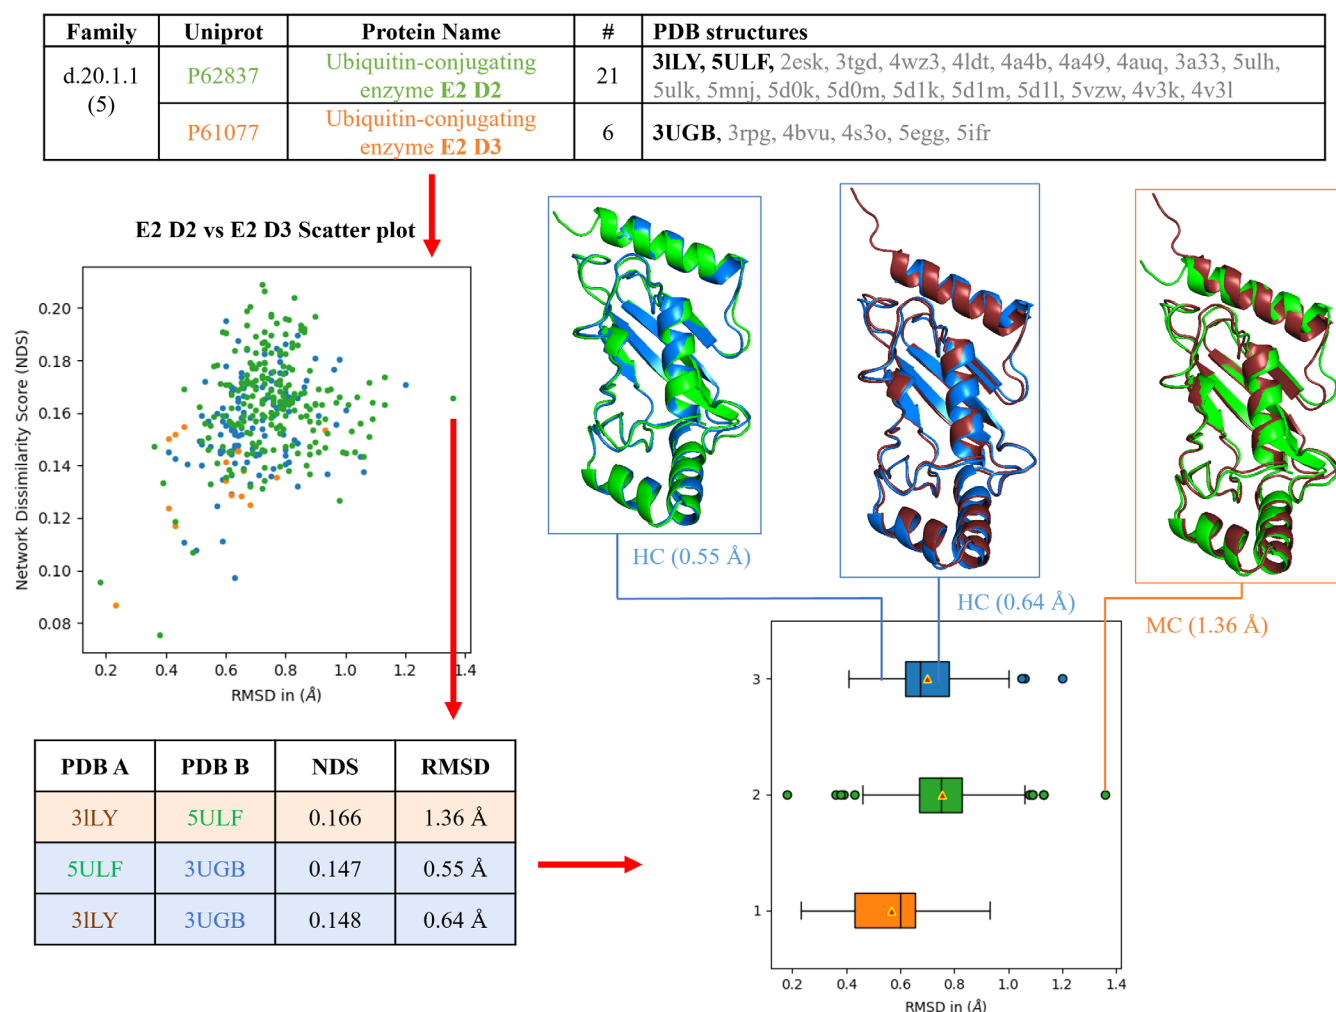 Family Uniprot Protein Name # PDB structures
d.20.1.1
(5)
P62837 Ubiquitin-conjugating
enzyme E2 D2
21
3lLY, 5ULF, 2esk, 3tgd, 4wz3, 4ldt, 4a4b, 4a49, 4auq, 3a33, 5ulh,
5ulk, 5mnj, 5d0k, 5d0m, 5d1k, 5d1m, 5d1l, 5vzw, 4v3k, 4v3l
P61077 Ubiquitin-conjugating
enzyme E2 D3
6
3UGB, 3rpg, 4bvu, 4s3o, 5egg, 5ifr
E2 D2 vs E2 D3 Scatter plot
Network Dissimilarity Score (NDS)
0.20
0.18
0.16
0.14
0.12
0.10
0.08
0.2 0.4 0.6 0.8 1.0 1.2 1.4
RMSD in (Å)
HC (0.55 Å)
HC (0.64 Å)
MC (1.36 Å)
PDB A PDB B NDS RMSD
3lLY 5ULF 0.166 1.36 Å
5ULF 3UGB 0.147 0.55 Å
3lLY 3UGB 0.148 0.64 Å
3
2
1
0.2 0.4 0.6 0.8 1.0 1.2 1.4
RMSD in (Å)